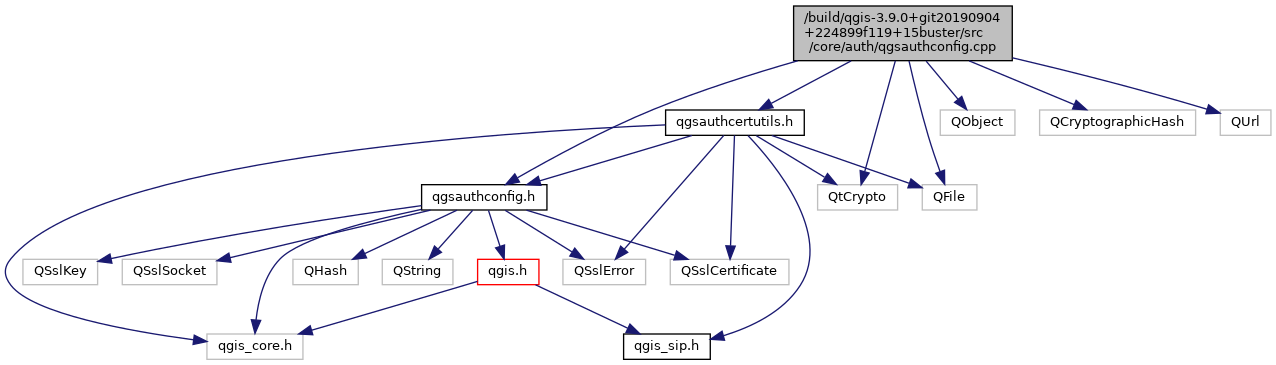 /build/qgis-3.9.0+git20190904
+224899f119+15buster/src
/core/auth/qgsauthconfig.cpp
qgsauthcertutils.h
QObject
QCryptographicHash
QUrl
qgsauthconfig.h
QtCrypto
QFile
QSslKey
QSslSocket
QHash
QString
qgis.h
QSslError
QSslCertificate
qgis_core.h
qgis_sip.h